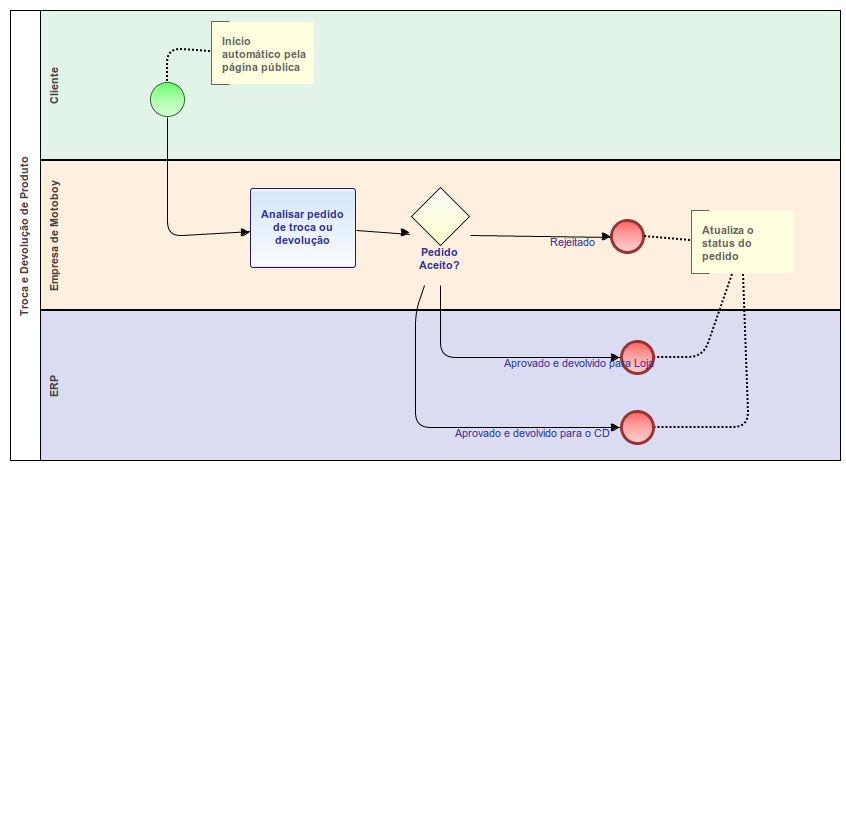 Troca e Devolução de Produto
Cliente
Início
automático pela
página pública
Empresa de Motoboy
Analisar pedido
de troca ou
devolução
Pedido
Aceito?
Rejeitado
Atualiza o
status do
pedido
ERP
Aprovado e devolvido para Loja
Aprovado e devolvido para o CD